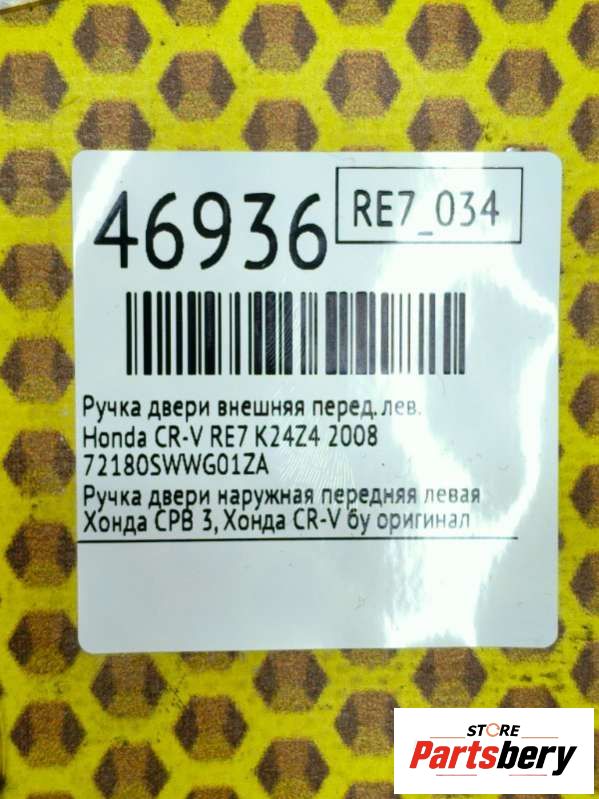 46936
RE7_034
Ручка двери внешняя перед. лев.
Honda CR-V RE7 K24Z4 2008
72180SWWG01ZA
Ручка двери наружная передняя левая
Хонда СРВ 3, Хонда CR-V бу оригинал
STORE
Partsbery